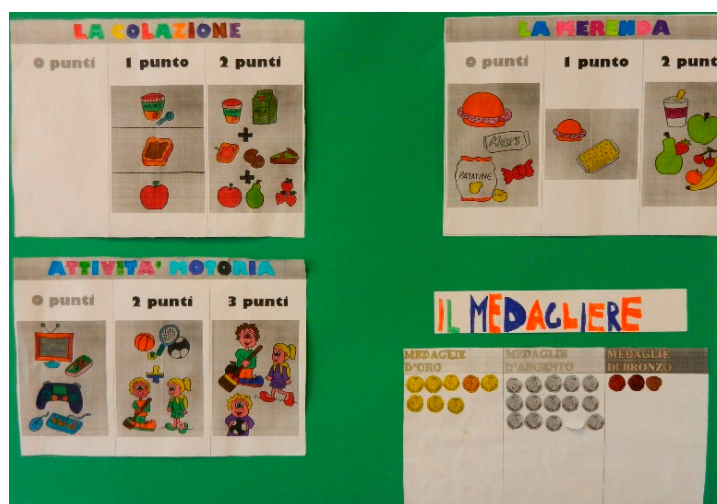 LA COLAZIONE
0 punti 1 punto 2 punti
LA MERENDA
0 punti 1 punto 2 punt
Mars
PATATINE
ATTIVITA' MOTORIA
0 punti 2 punti 3 punti
IL MEDAGLIERE
MEDAGLIE D'ORO
MEDAGLIE D'ARGENTO
MEDAGLIE DI BRONZO